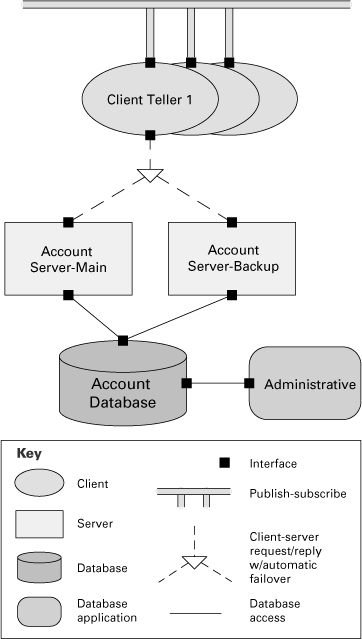 Client Teller 1
Account
Server-Main
Account
Server-Backup
Account
Database
Administrative
Key
Client
Server
Database
Database
application
Interface
Publish-subscribe
Client-server
request/reply
w/automatic
failover
Database
access